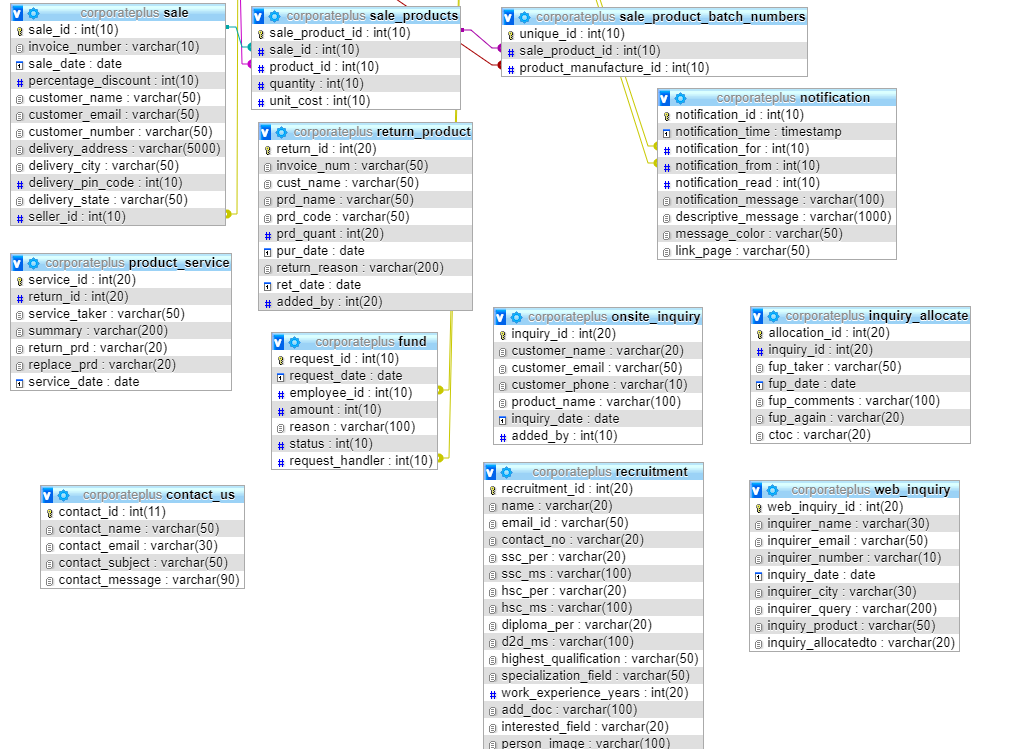 corporateplus sale
sale_id : int(10)
invoice_number : varchar(10)
sale_date : date
percentage_discount : int(10)
customer_name : varchar(50)
customer_email : varchar(50)
customer_number : varchar(50)
delivery_address : varchar(5000)
delivery_city : varchar(50)
delivery_pin_code : int(10)
delivery_state : varchar(50)
seller_id : int(10)
corporateplus sale_products
sale_product_id : int(10)
sale_id : int(10)
product_id : int(10)
quantity : int(10)
unit_cost : int(10)
corporateplus sale_product_batch_numbers
unique_id : int(10)
sale_product_id : int(10)
product_manufacture_id : int(10)
corporateplus notification
notification_id : int(10)
notification_time : timestamp
notification_for : int(10)
notification_from : int(10)
notification_read : int(10)
notification_message : varchar(100)
descriptive_message : varchar(1000)
message_color : varchar(50)
link_page : varchar(50)
corporateplus return_product
return_id : int(20)
invoice_num : varchar(50)
cust_name : varchar(50)
prd_name : varchar(50)
prd_code : varchar(50)
prd_quant : int(20)
pur_date : date
return_reason : varchar(200)
ret_date : date
added_by : int(20)
corporateplus product_service
service_id : int(20)
return_id : int(20)
service_taker : varchar(50)
summary : varchar(200)
return_prd : varchar(20)
replace_prd : varchar(20)
service_date : date
corporateplus fund
request_id : int(10)
request_date : date
employee_id : int(10)
amount : int(10)
reason : varchar(100)
status : int(10)
request_handler : int(10)
corporateplus onsite_inquiry
inquiry_id : int(20)
customer_name : varchar(20)
customer_email : varchar(50)
customer_phone : varchar(10)
product_name : varchar(100)
inquiry_date : date
added_by : int(10)
corporateplus inquiry_allocate
allocation_id : int(20)
inquiry_id : int(20)
fup_taker : varchar(50)
fup_date : date
fup_comments : varchar(100)
fup_again : varchar(20)
ctoc : varchar(20)
corporateplus contact_us
contact_id : int(11)
contact_name : varchar(50)
contact_email : varchar(30)
contact_subject : varchar(50)
contact_message : varchar(90)
corporateplus recruitment
recruitment_id : int(20)
name : varchar(20)
email_id : varchar(50)
contact_no : varchar(20)
ssc_per : varchar(20)
ssc_ms : varchar(100)
hsc_per : varchar(20)
hsc_ms : varchar(100)
diploma_per : varchar(20)
d2d_ms : varchar(100)
highest_qualification : varchar(50)
specialization_field : varchar(50)
work_experience_years : int(20)
add_doc : varchar(100)
interested_field : varchar(20)
person_image : varchar(100)
corporateplus web_inquiry
web_inquiry_id : int(20)
inquirer_name : varchar(30)
inquirer_email : varchar(50)
inquirer_number : varchar(10)
inquiry_date : date
inquirer_city : varchar(30)
inquirer_query : varchar(200)
inquiry_product : varchar(50)
inquiry_allocatedto : varchar(20)